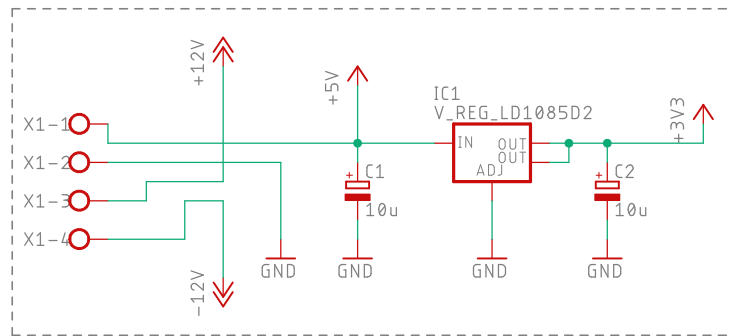 +12V
+5V
IC1
V_REG_LD1085D2
+3V3
X1-1
IN
OUT
OUT
ADJ
X1-2
+
C1
10u
+
C2
10u
X1-3
X1-4
-12V
GND
GND
GND
GND